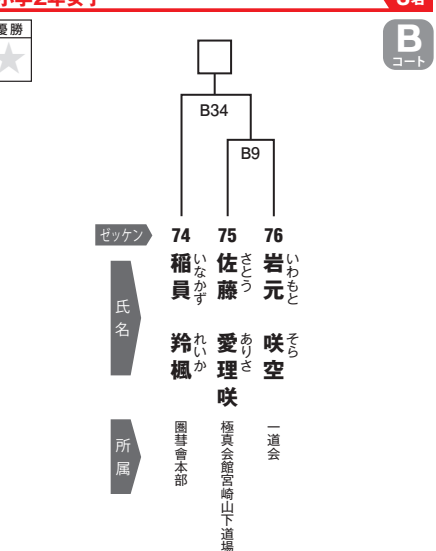 小学2年女子
3名
優勝
B
コート
B34
B9
ゼッケン
74
75
76
氏名
稲員 羚楓
いなかず れいか
佐藤 愛理咲
さとう ありさ
岩元 咲空
いわもと そら
所属
圏彗會本部
極真会館宮崎山下道場
一道会